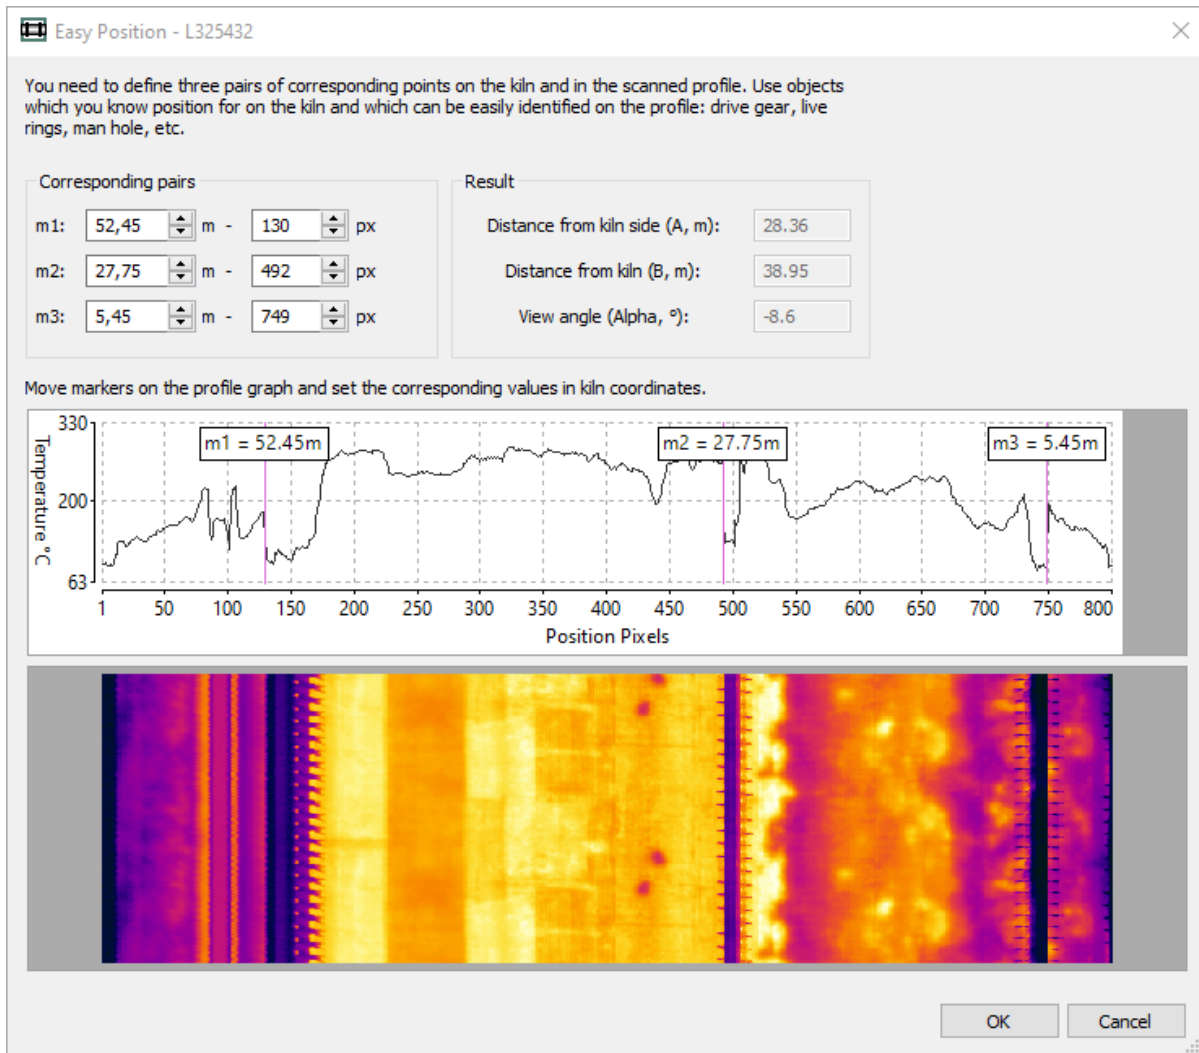 Easy Position - L325432
You need to define three pairs of corresponding points on the kiln and in the scanned profile. Use objects
which you know position for on the kiln and which can be easily identified on the profile: drive gear, live
rings, man hole, etc.
Corresponding pairs
m1: 52,45 m - 130 px
m2: 27,75 m - 492 px
m3: 5,45 m - 749 px
Result
Distance from kiln side (A, m): 28.36
Distance from kiln (B, m): 38.95
View angle (Alpha, °): -8.6
Move markers on the profile graph and set the corresponding values in kiln coordinates.
330
200
63
Temperature °C
m1 = 52.45m
m2 = 27.75m
m3 = 5.45m
1 50 100 150 200 250 300 350 400 450 500 550 600 650 700 750 800
Position Pixels
OK Cancel